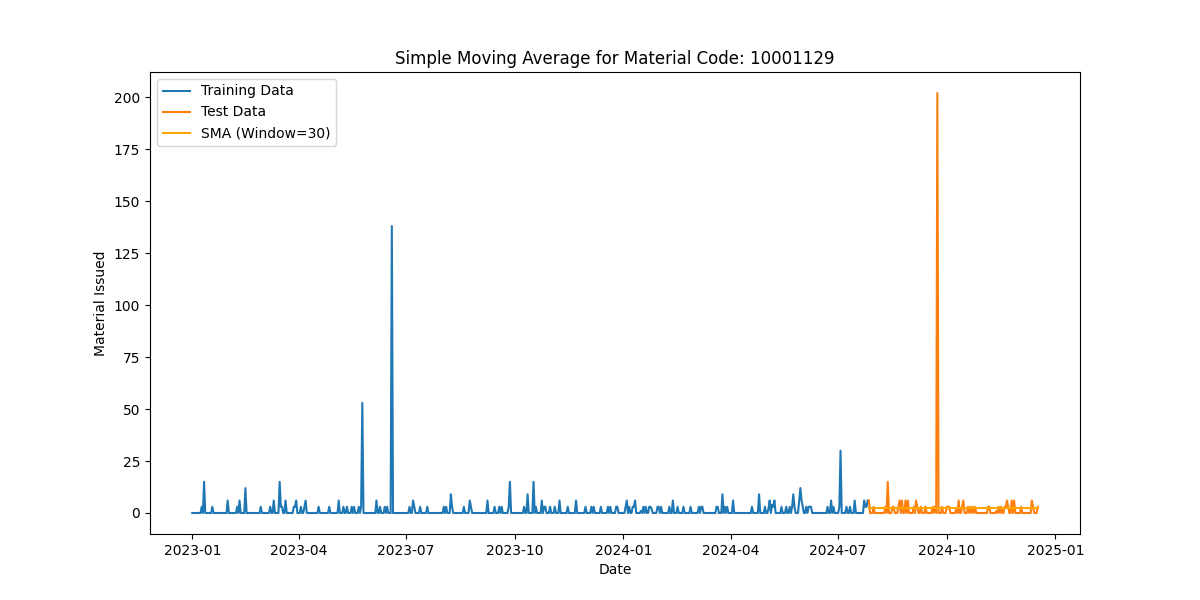 Simple Moving Average for Material Code: 10001129
Training Data
Test Data
SMA (Window=30)
Material Issued
200
175
150
125
100
75
50
25
0
2023-01 2023-04 2023-07 2023-10 2024-01 2024-04 2024-07 2024-10 2025-01
Date